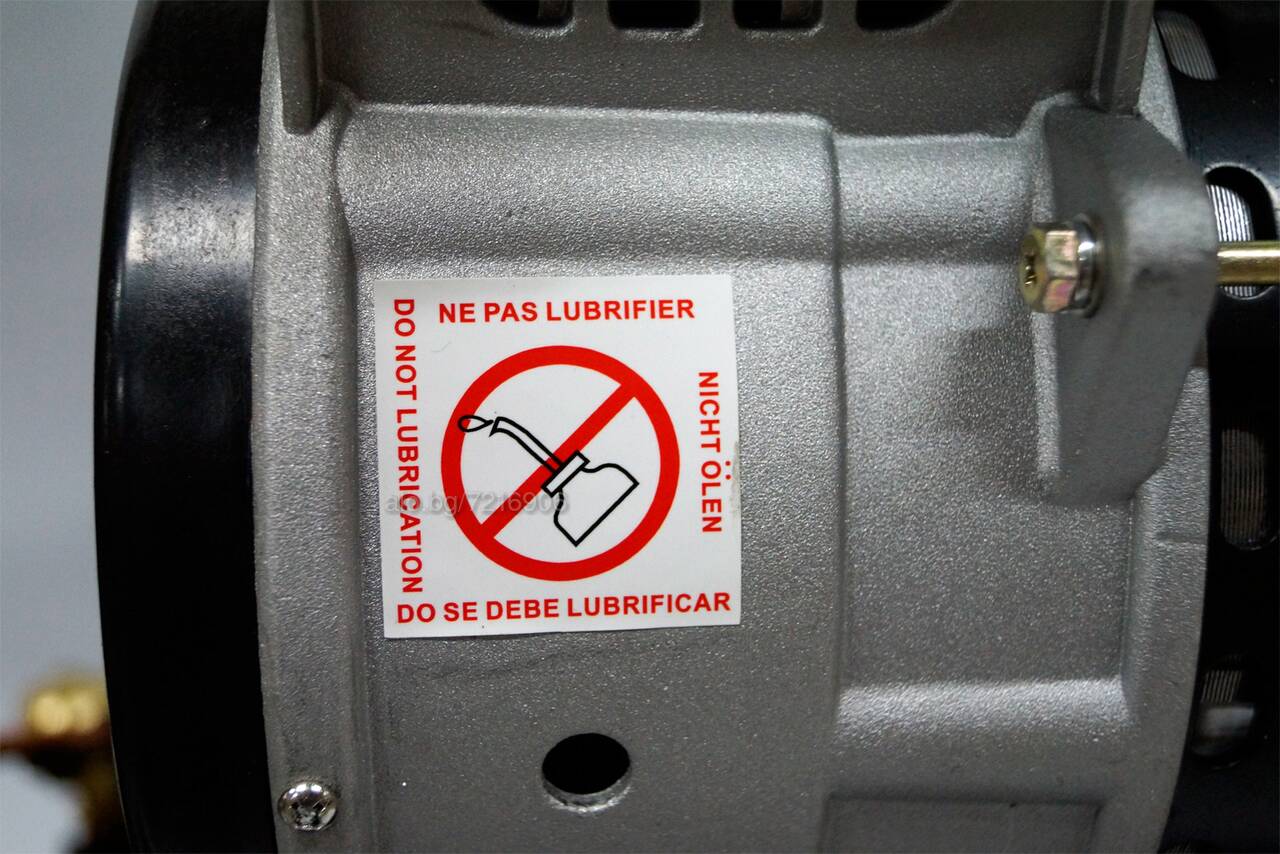 NE PAS LUBRIFIER
DO NOT LUBRICATION
NICHT ÖLEN
DO SE DEBE LUBRIFICAR